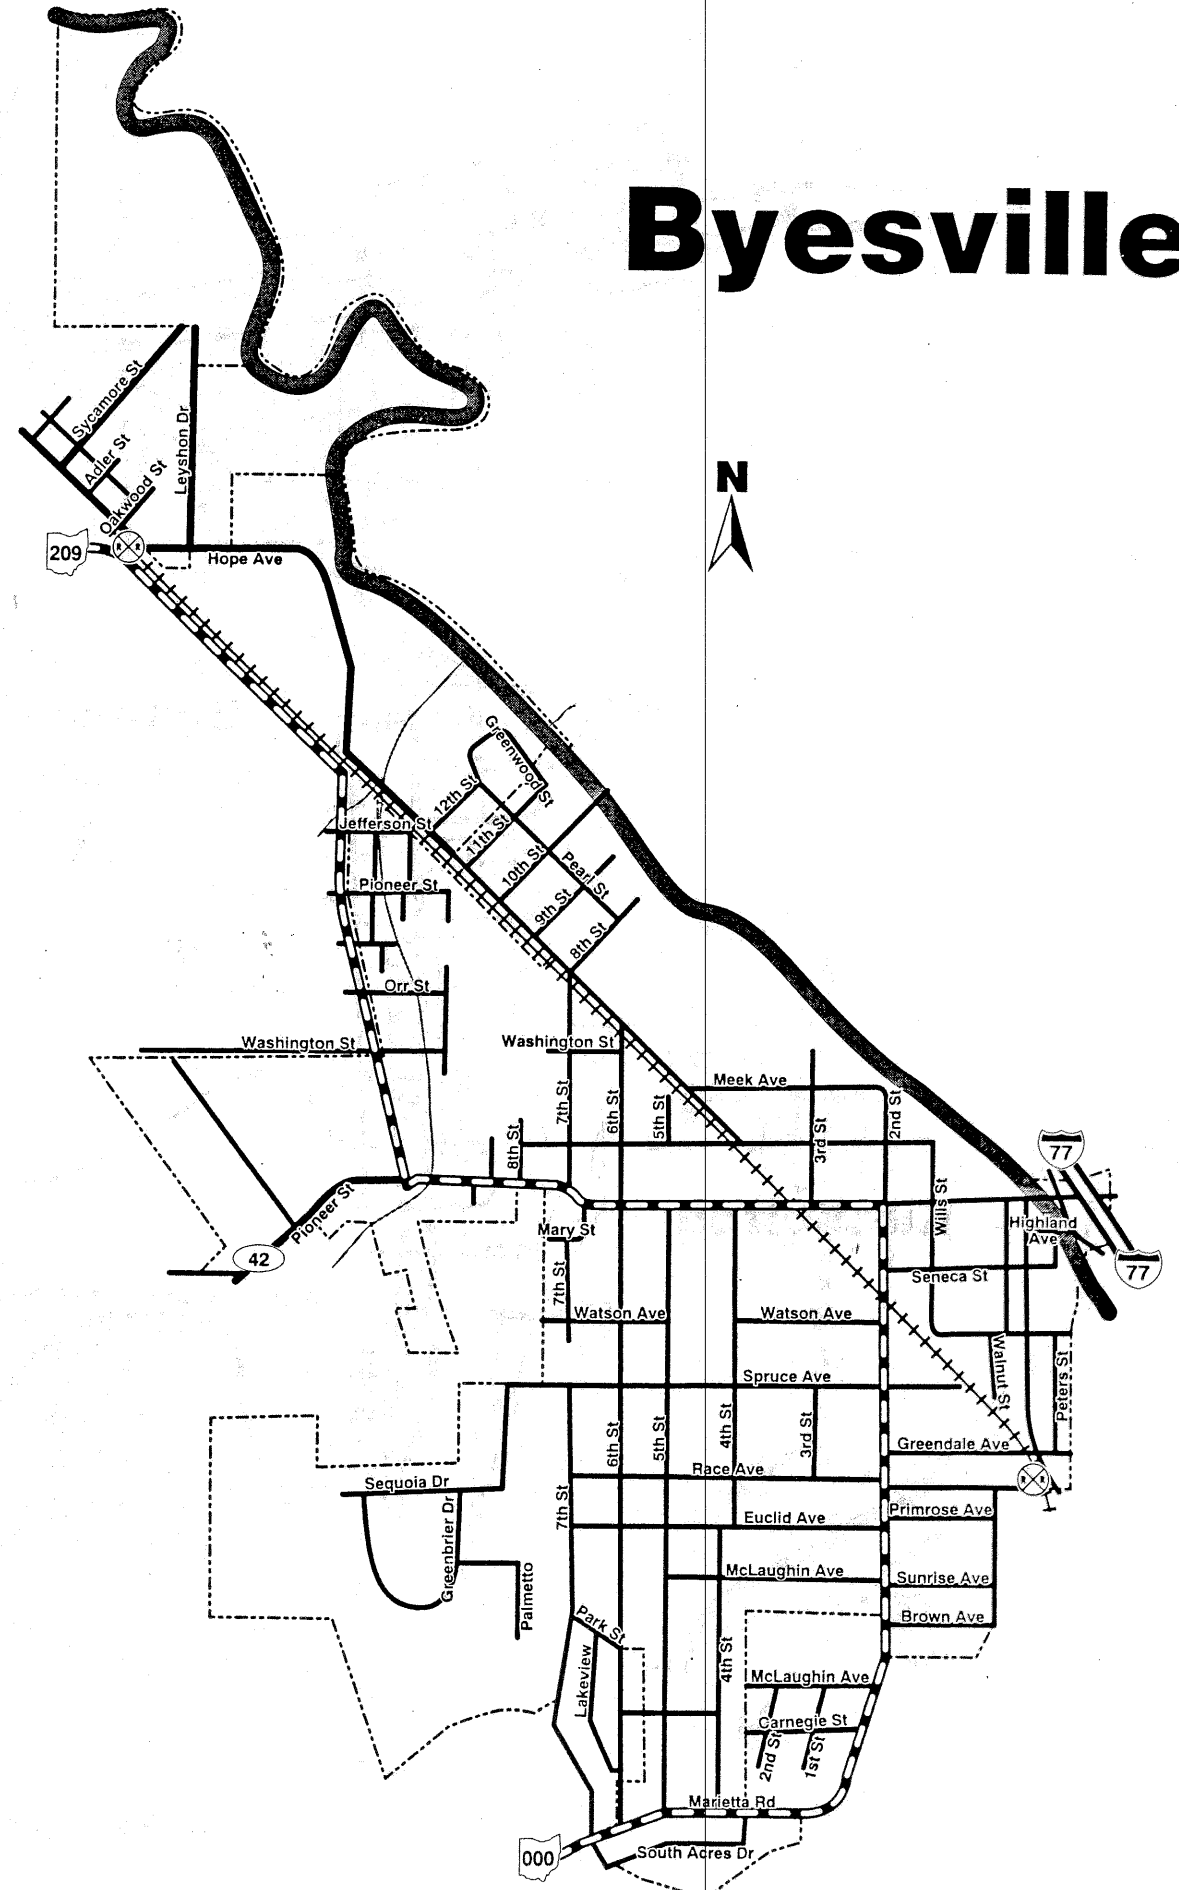 Byesville
N
Sycamore St
Adler St
Oakwood St
Leyshon Dr
209
R R
Hope Ave
Greenwood St
12th St
11th St
10th St
9th St
8th St
Pearl St
Jefferson St
Pioneer St
Orr St
Washington St
Washington St
Meek Ave
7th St
6th St
5th St
3rd St
2nd St
8th St
77
Wills St
Pioneer St
Mary St
Highland
Ave
42
77
Seneca St
7th St
Watson Ave
Watson Ave
Walnut St
Peters St
Spruce Ave
6th St
5th St
4th St
3rd St
Greendale Ave
Race Ave
R R
Sequoia Dr
Greenbrier Dr
7th St
Primrose Ave
Euclid Ave
Palmetto
McLaughin Ave
Sunrise Ave
Park St
Brown Ave
Lakeview
4th St
McLaughin Ave
Carnegie St
2nd St
1st St
Marietta Rd
000
South Acres Dr